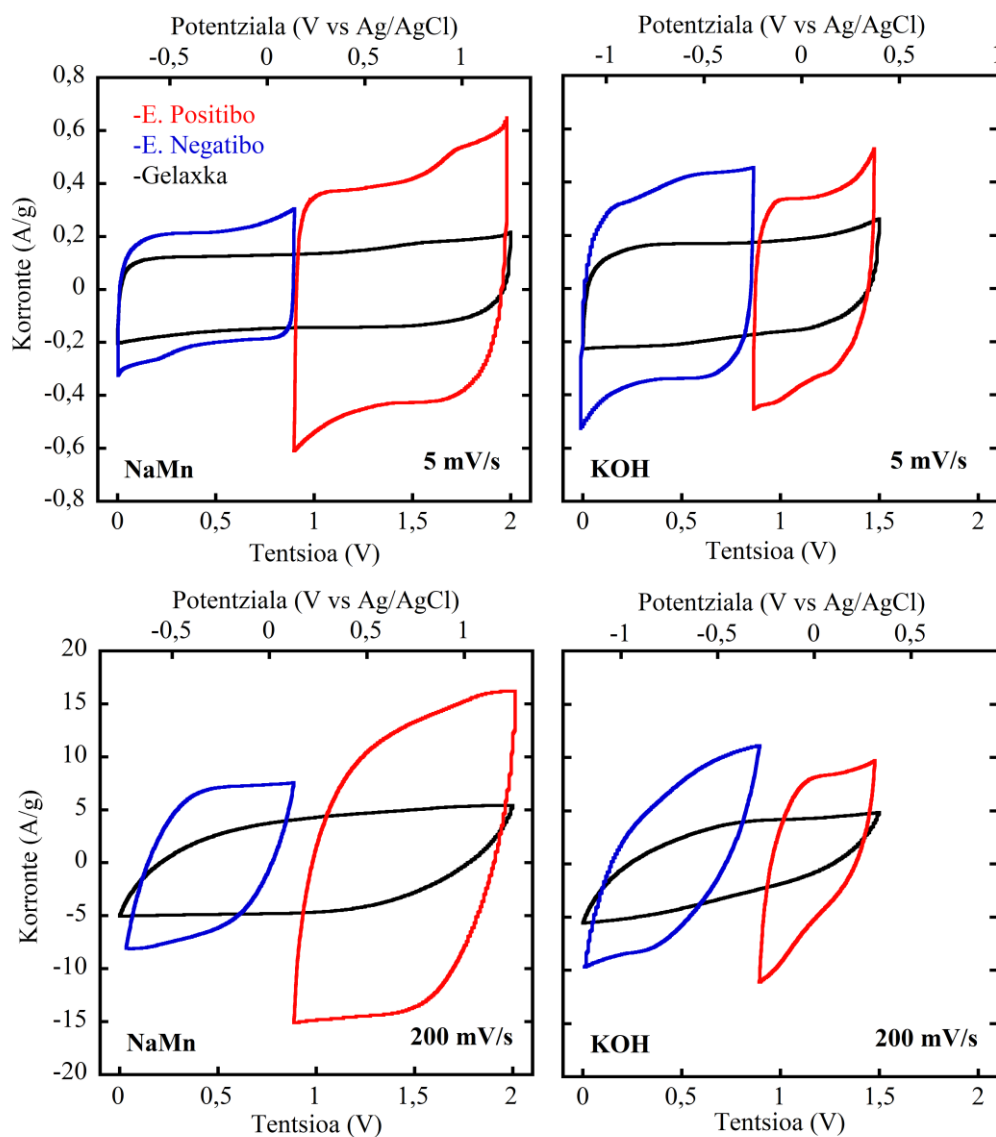 Potentziala (V vs Ag/AgCl)
-0,5 0 0,5 1
0,8
0,6
0,4
0,2
0
-0,2
-0,4
-0,6
-0,8
Korronte (A/g)
-E. Positibo
-E. Negatibo
-Gelaxka
NaMn 5 mV/s
0 0,5 1 1,5 2
Tentsioa (V)
Potentziala (V vs Ag/AgCl)
-1 -0,5 0 0,5 1
KOH 5 mV/s
0 0,5 1 1,5 2
Tentsioa (V)
Potentziala (V vs Ag/AgCl)
-0,5 0 0,5 1
20
15
10
5
0
-5
-10
-15
-20
Korronte (A/g)
NaMn 200 mV/s
0 0,5 1 1,5 2
Tentsioa (V)
Potentziala (V vs Ag/AgCl)
-1 -0,5 0 0,5
KOH 200 mV/s
0 0,5 1 1,5 2
Tentsioa (V)